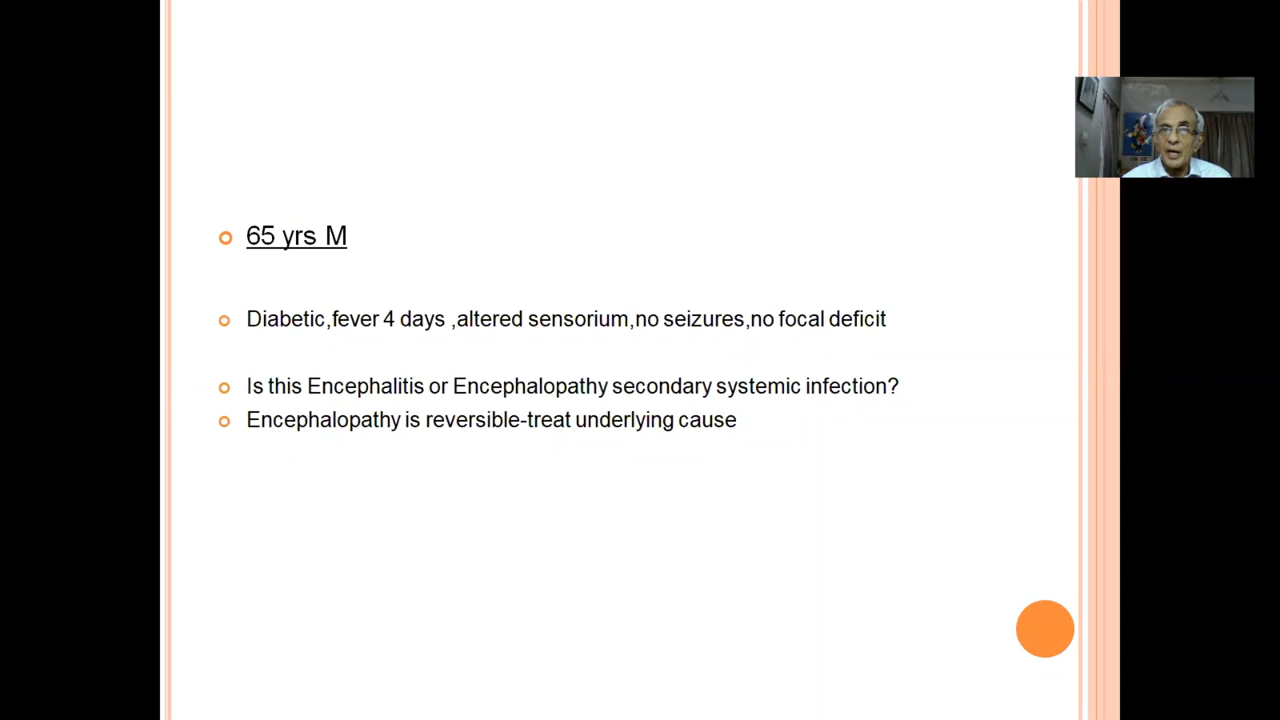 65 yrs M
Diabetic,fever 4 days ,altered sensorium,no seizures,no focal deficit
Is this Encephalitis or Encephalopathy secondary systemic infection?
Encephalopathy is reversible-treat underlying cause